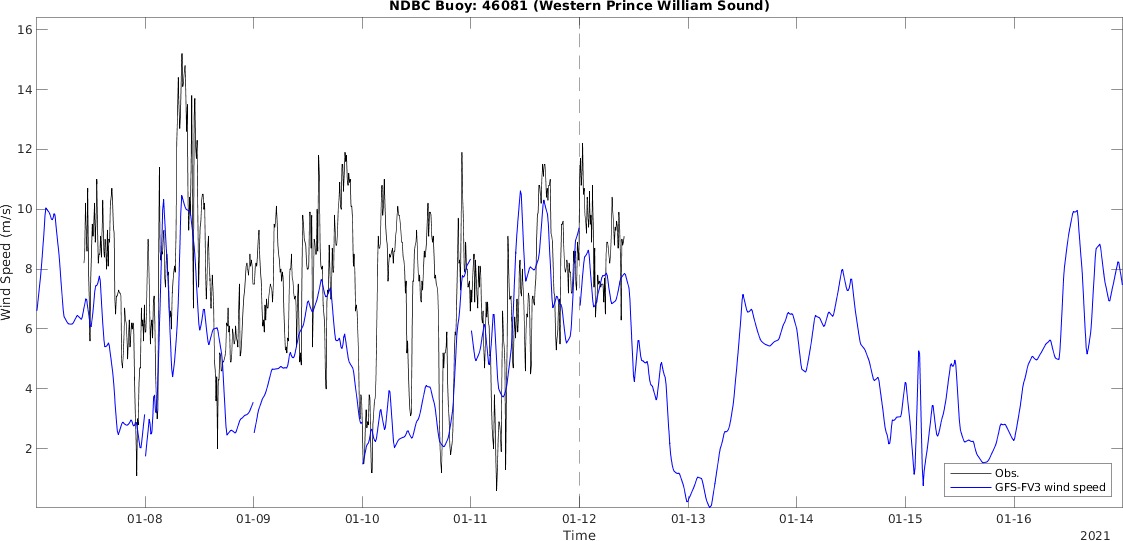 NDBC Buoy: 46081 (Western Prince William Sound)
16
14
12
10
8
6
4
2
Wind Speed (m/s)
Obs.
GFS-FV3 wind speed
01-08 01-09 01-10 01-11 01-12 01-13 01-14 01-15 01-16
Time
2021